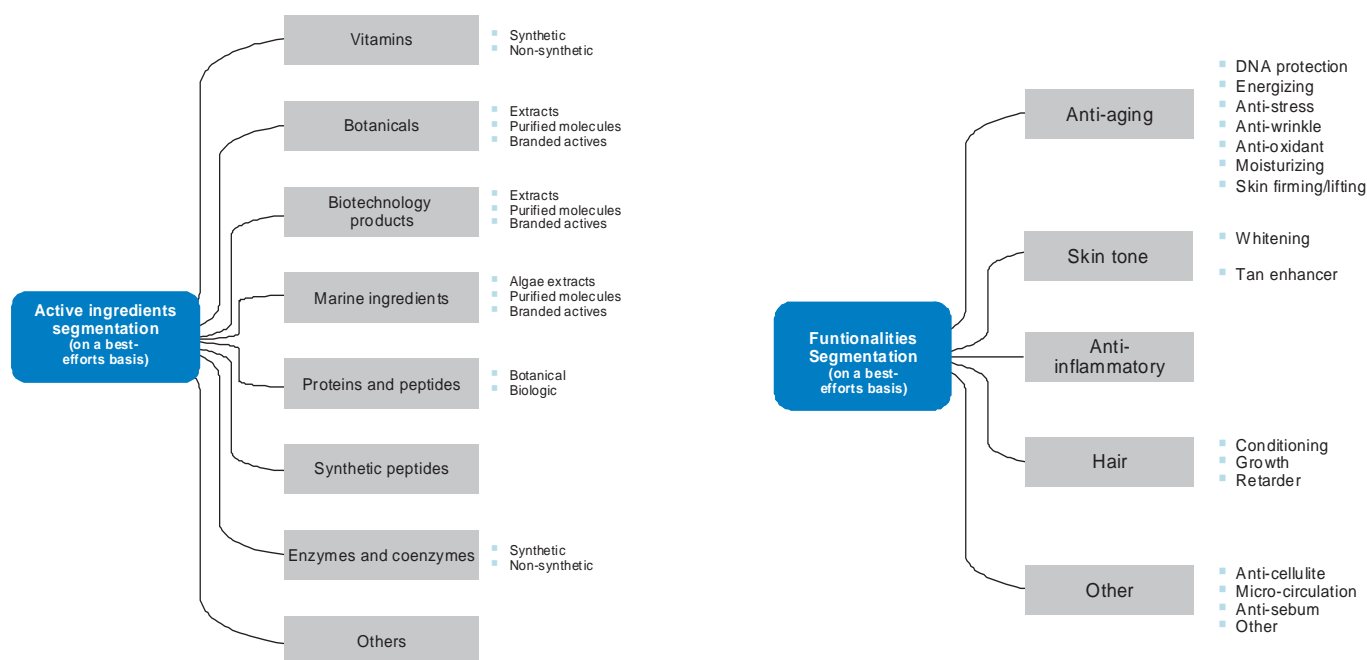 Active ingredients
segmentation
(on a best-
efforts basis)
Vitamins
Synthetic
Non-synthetic
Botanicals
Extracts
Purified molecules
Branded actives
Biotechnology
products
Extracts
Purified molecules
Branded actives
Marine ingredients
Algae extracts
Purified molecules
Branded actives
Proteins and peptides
Botanical
Biologic
Synthetic peptides
Enzymes and coenzymes
Synthetic
Non-synthetic
Others
Funtionalities
Segmentation
(on a best-
efforts basis)
Anti-aging
DNA protection
Energizing
Anti-stress
Anti-wrinkle
Anti-oxidant
Moisturizing
Skin firming/lifting
Skin tone
Whitening
Tan enhancer
Anti-
inflammatory
Hair
Conditioning
Growth
Retarder
Other
Anti-cellulite
Micro-circulation
Anti-sebum
Other